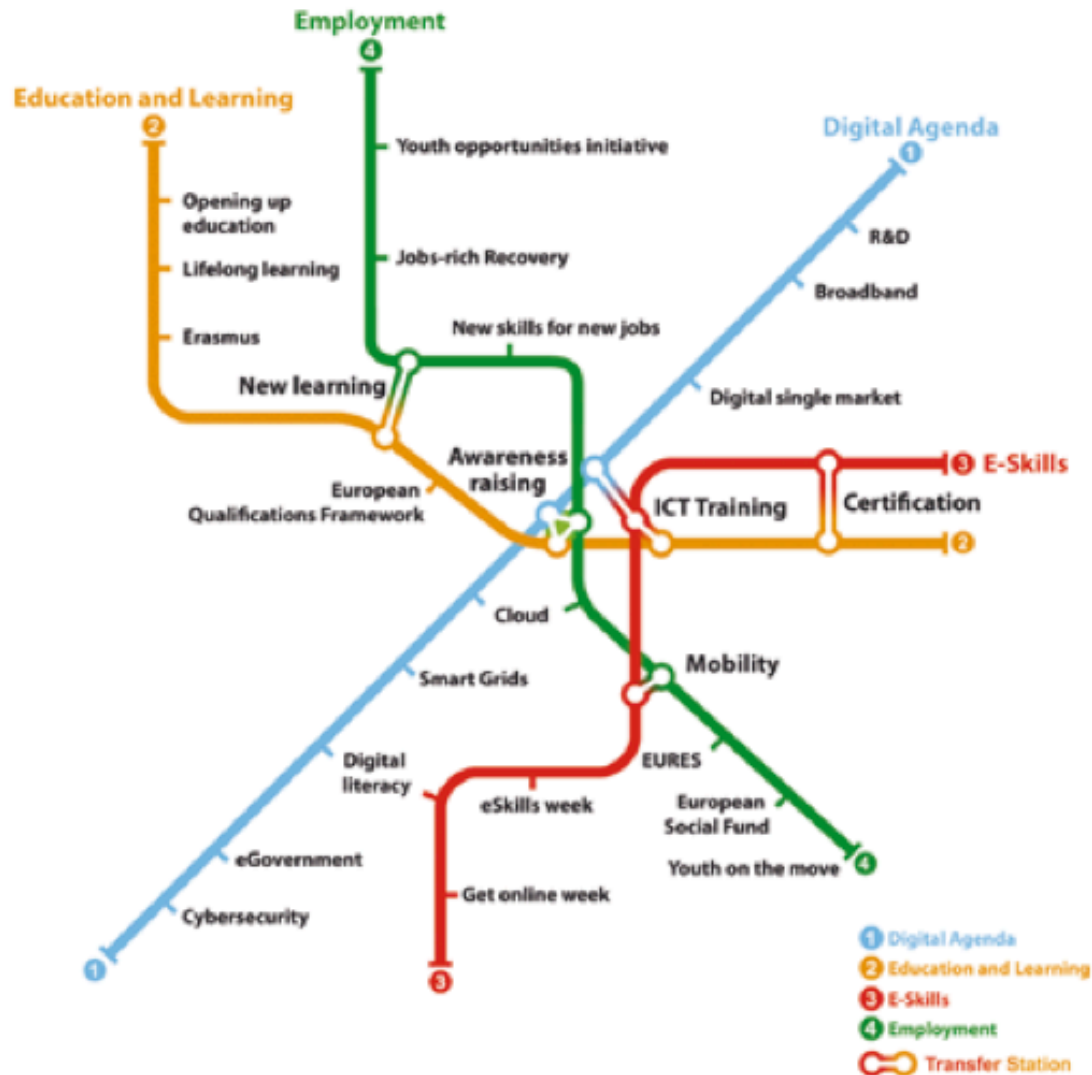 Employment
4
Education and Learning
2
Digital Agenda
1
Youth opportunities initiative
Opening up
education
R&D
Jobs-rich Recovery
Lifelong learning
Broadband
New skills for new jobs
Erasmus
New learning
Digital single market
Awareness
raising
3 E-Skills
European
Qualifications Framework
ICT Training
Certification
2
Cloud
Mobility
Smart Grids
Digital
literacy
EURES
eSkills week
European
Social Fund
eGovernment
Youth on the move
4
Get online week
Cybersecurity
1
3
1 Digital Agenda
2 Education and Learning
3 E-Skills
4 Employment
Transfer Station